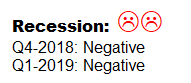 Recession:
Q4-2018: Negative
Q1-2019: Negative